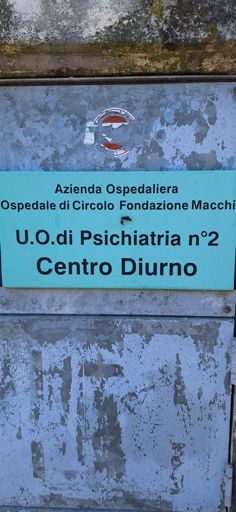 Azienda Ospedaliera
Ospedale di Circolo Fondazione Macchi
U.O.di Psichiatria n°2
Centro Diurno